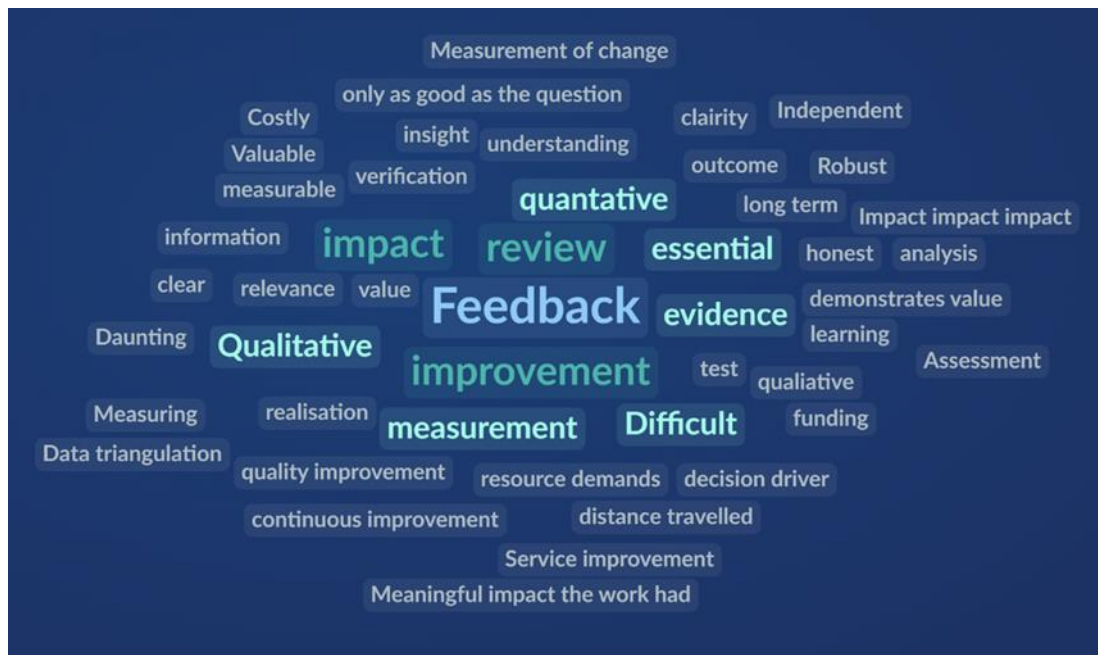 Measurement of change
only as good as the question
Costly
clairity
Independent
insight
understanding
Valuable
outcome
Robust
measurable
verification
quantative
long term
Impact impact impact
information
impact
review
essential
honest
analysis
clear
relevance
value
Feedback
evidence
demonstrates value
Daunting
Qualitative
learning
improvement
test
qualiative
Assessment
Measuring
realisation
measurement
Difficult
funding
Data triangulation
quality improvement
resource demands
decision driver
continuous improvement
distance travelled
Service improvement
Meaningful impact the work had